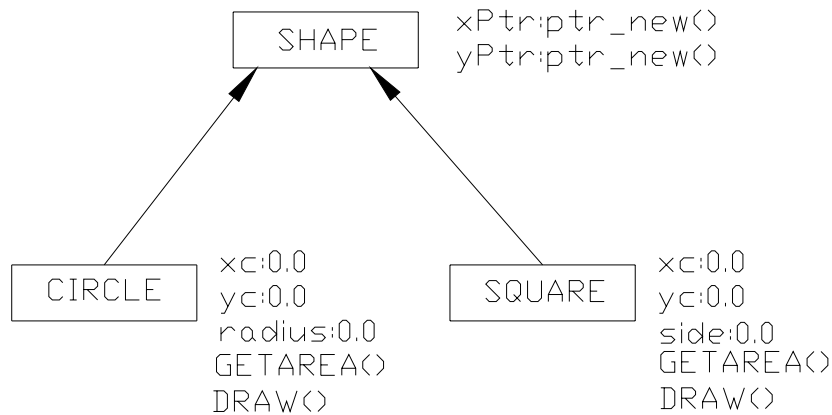 SHAPE
xPtr:ptr_new()
yPtr:ptr_new()
CIRCLE
xc:0.0
yc:0.0
radius:0.0
GETAREA()
DRAW()
SQUARE
xc:0.0
yc:0.0
side:0.0
GETAREA()
DRAW()